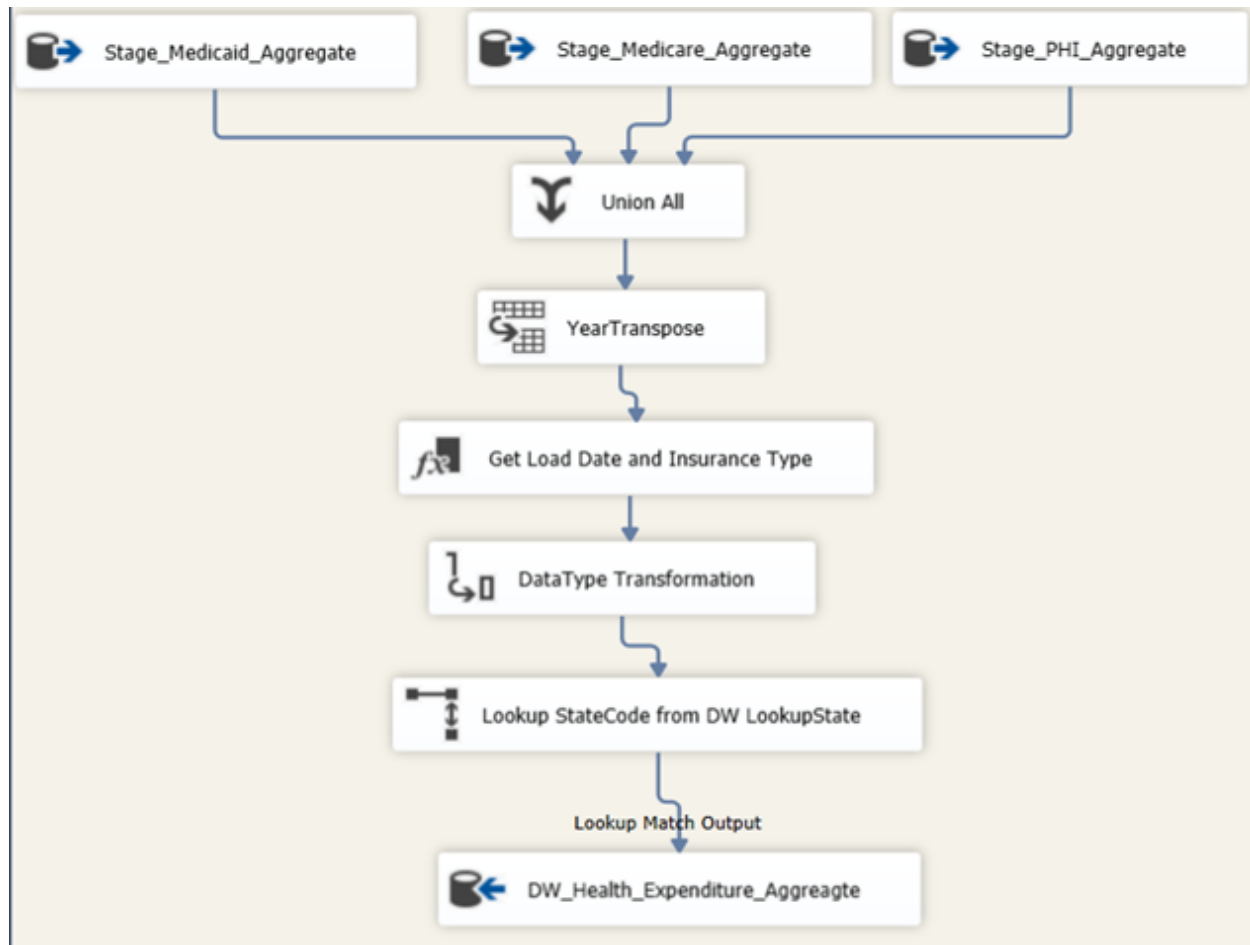 Stage_Medicaid_Aggregate
Stage_Medicare_Aggregate
Stage_PHI_Aggregate
Union All
YearTranspose
fx
Get Load Date and Insurance Type
DataType Transformation
Lookup StateCode from DW LookupState
Lookup Match Output
DW_Health_Expenditure_Aggreagte